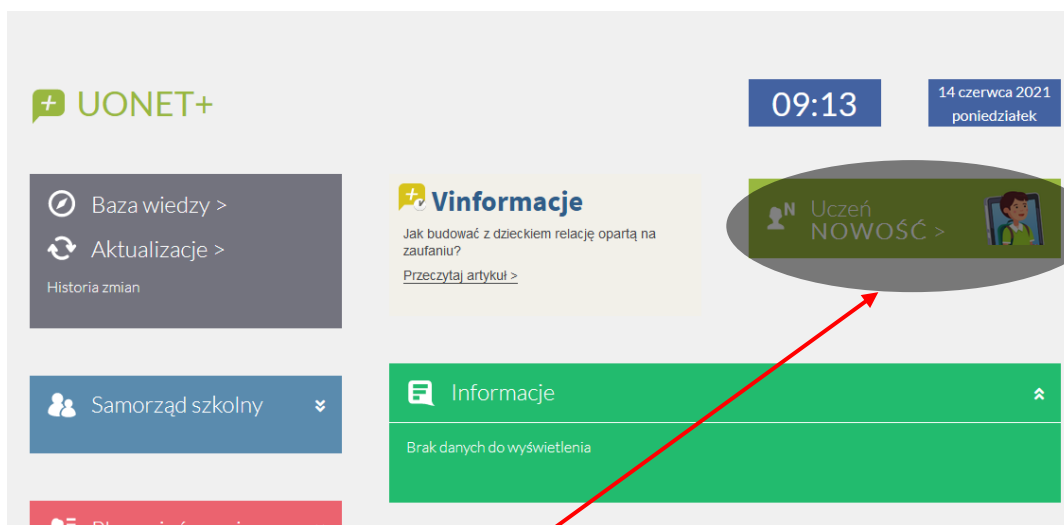 UONET+
09:13
14 czerwca 2021
poniedziałek
Baza wiedzy >
Aktualizacje >
Historia zmian
Vinformacje
Jak budować z dzieckiem relację opartą na
zaufaniu?
Przeczytaj artykuł >
N Uczeń
NOWOŚĆ >
Samorząd szkolny
Informacje
Brak danych do wyświetlenia